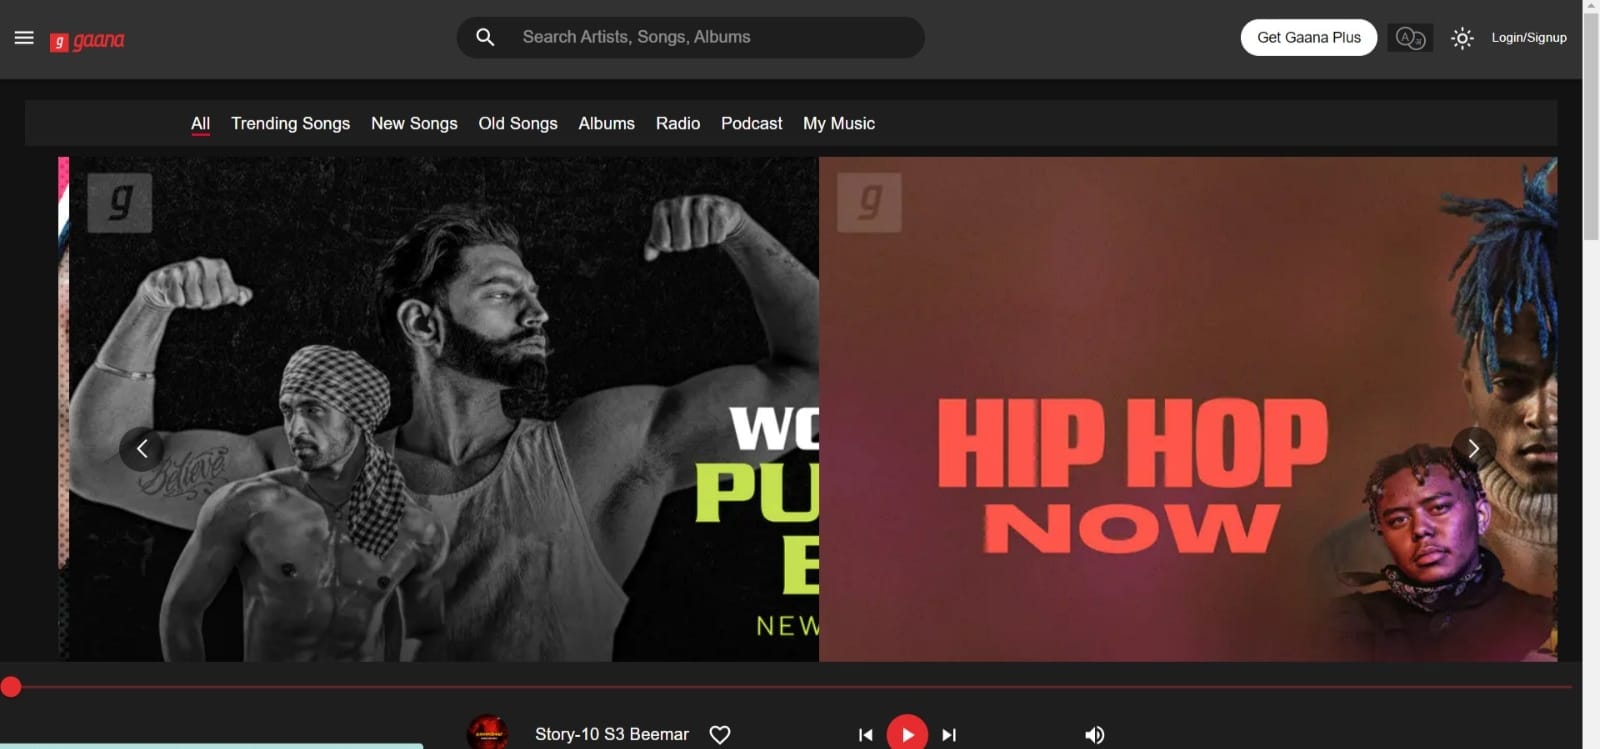 g gaana
Search Artists, Songs, Albums
Get Gaana Plus
Login/Signup
All Trending Songs New Songs Old Songs Albums Radio Podcast My Music
g
g
Believe
WO
PU
E
NEW
HIP HOP
NOW
Story-10 S3 Beemar